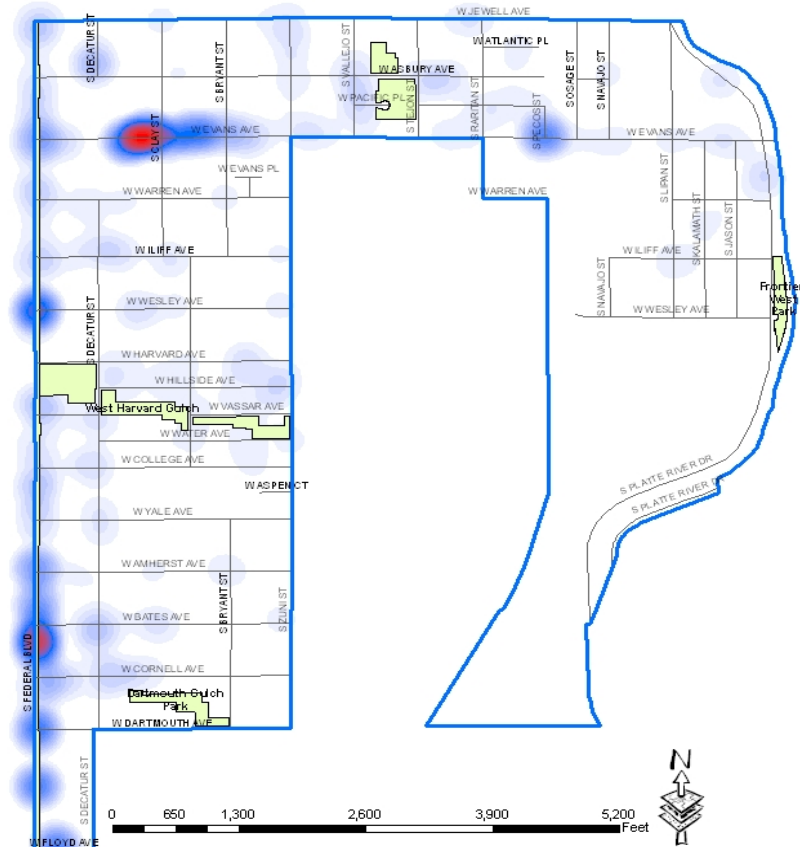 W JEWELL AVE
S DECATUR ST
S BRYANT ST
S VALLEJO ST
W ATLANTIC PL
W ASBURY AVE
S OSAGE ST
S NAVAJO ST
W PACIFIC PL
S TEJON ST
S RARITAN ST
S PECOS ST
S CLAY ST
W EVANS AVE
W EVANS AVE
W EVANS PL
W WARREN AVE
W WARREN AVE
S LIPAN ST
S KALAMATH ST
S JASON ST
W ILIFF AVE
W ILIFF AVE
S NAVAJO ST
Frontier
West
Park
W WESLEY AVE
W WESLEY AVE
S DECATUR ST
W HARVARD AVE
W HILLSIDE AVE
West Harvard Gulch
W VASSAR AVE
W WATER AVE
W COLLEGE AVE
W ASPEN CT
S PLATTE RIVER DR
S PLATTE RIVER DR
W YALE AVE
W AMHERST AVE
S BRYANT ST
S ZUNI ST
W BATES AVE
S FEDERAL BLVD
W CORNELL AVE
Dartmouth Gulch
Park
W DARTMOUTH AVE
S DECATUR ST
N
0 650 1,300 2,600 3,900 5,200
Feet
W FLOYD AVE